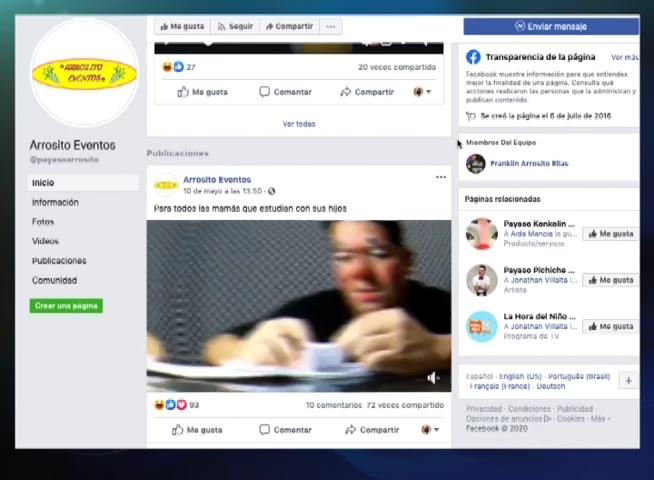 Me gusta
Seguir
Compartir
...
Enviar mensaje
ARROSITO
EVENTOS
Arrosito Eventos
@payasoarrosito
Inicio
Información
Fotos
Videos
Publicaciones
Comunidad
Crear una página
27
20 veces compartido
Me gusta
Comentar
Compartir
Ver todas
Publicaciones
Arrosito Eventos
10 de mayo a las 13:50 ·
Para todos las mamás que estudian con sus hijos
93
10 comentarios 72 veces compartido
Me gusta
Comentar
Compartir
Transparencia de la página
Ver más
Facebook muestra información para que entiendas
mejor la finalidad de una página. Consulta qué
acciones realizaron las personas que la administran y
publican contenido.
Se creó la página el 6 de julio de 2016
Miembros Del Equipo
Franklin Arrosito Elias
Páginas relacionadas
Payaso Konkolin ...
A Aida Mancia le gu...
Producto/servicio
Me gusta
Payaso Pichiche ...
A Jonathan Villalta l...
Artista
Me gusta
La Hora del Niño ...
A Jonathan Villalta l...
Programa de TV
Me gusta
Español · English (US) · Português (Brasil)
· Français (France) · Deutsch
Privacidad · Condiciones · Publicidad ·
Opciones de anuncios · Cookies · Más ·
Facebook © 2020